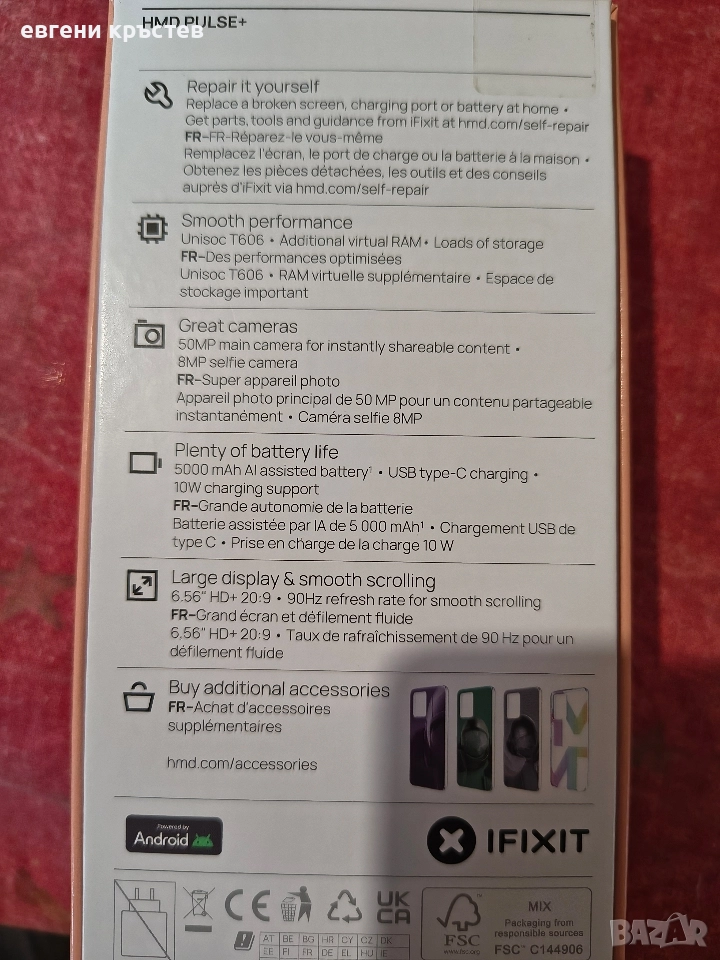 евгени кръстев
HMD PULSE+
Repair it yourself
Replace a broken screen, charging port or battery at home •
Get parts, tools and guidance from iFixit at hmd.com/self-repair
FR–FR-Réparez-le vous-même
Remplacez l'écran, le port de charge ou la batterie à la maison •
Obtenez les pièces détachées, les outils et des conseils
auprès d'iFixit via hmd.com/self-repair
Smooth performance
Unisoc T606 • Additional virtual RAM • Loads of storage
FR–Des performances optimisées
Unisoc T606 • RAM virtuelle supplémentaire • Espace de
stockage important
Great cameras
50MP main camera for instantly shareable content •
8MP selfie camera
FR–Super appareil photo
Appareil photo principal de 50 MP pour un contenu partageable
instantanément • Caméra selfie 8MP
Plenty of battery life
5000 mAh AI assisted battery¹ • USB type-C charging •
10W charging support
FR–Grande autonomie de la batterie
Batterie assistée par IA de 5 000 mAh¹ • Chargement USB de
type C • Prise en charge de la charge 10 W
Large display & smooth scrolling
6.56" HD+ 20:9 • 90Hz refresh rate for smooth scrolling
FR–Grand écran et défilement fluide
6,56" HD+ 20:9 • Taux de rafraîchissement de 90 Hz pour un
défilement fluide
Buy additional accessories
FR–Achat d'accessoires
supplémentaires
hmd.com/accessories
Powered by
Android
IFIXIT
CE
UK
CA
FSC
www.fsc.org
MIX
Packaging from
responsible sources
FSC™ C144906
AT BE BG HR CY CZ DK
EE FI FR DE EL HU IE
BAZAR